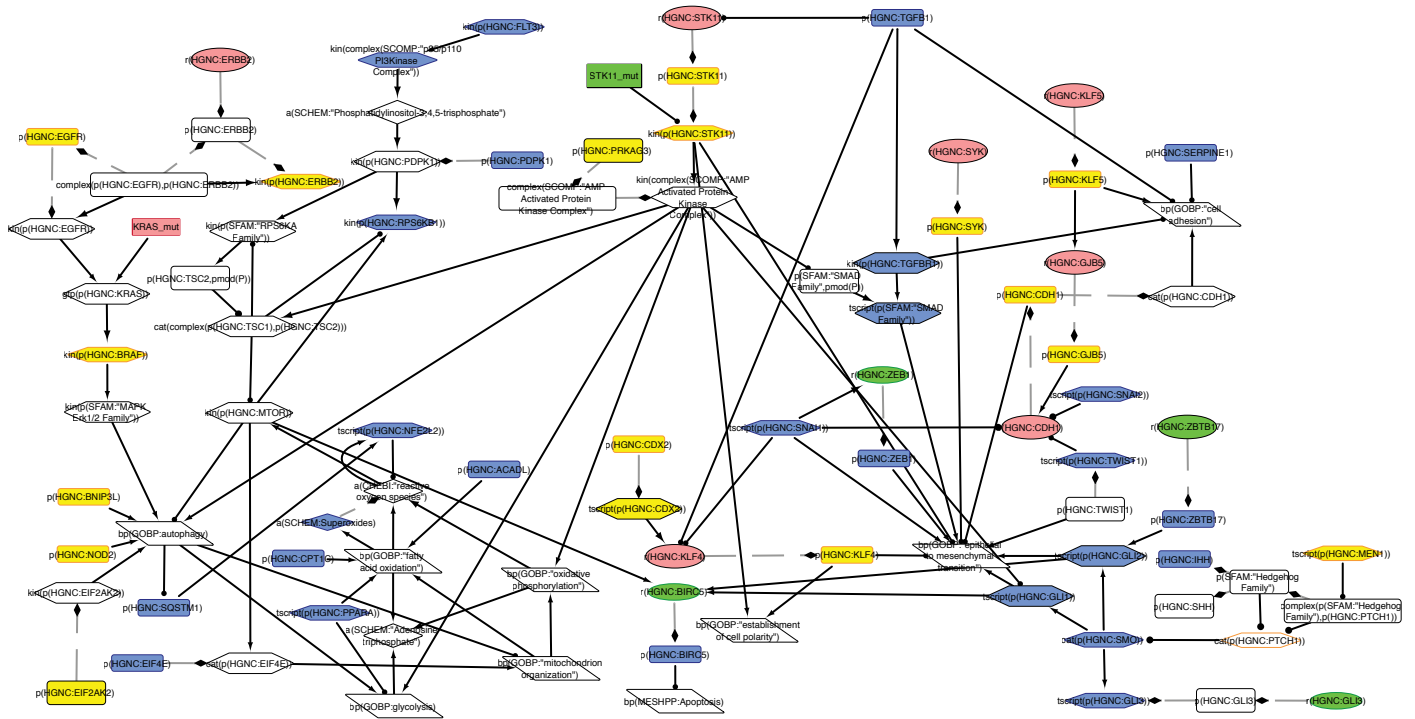 r(HGNC:STK11)
p(HGNC:TGFB1)
kin(p(HGNC:FLT3))
kin(complex(SCOMP:"p85/p110
PI3Kinase
Complex"))
r(HGNC:ERBB2)
STK11_mut
p(HGNC:STK11)
r(HGNC:KLF5)
a(SCHEM:"Phosphatidylinositol-3,4,5-trisphosphate")
p(HGNC:EGFR)
p(HGNC:ERBB2)
kin(p(HGNC:STK11))
r(HGNC:SYK)
p(HGNC:SERPINE1)
p(HGNC:PRKAG3)
kin(p(HGNC:PDPK1))
p(HGNC:PDPK1)
complex(p(HGNC:EGFR),p(HGNC:ERBB2))
kin(p(HGNC:ERBB2))
p(HGNC:KLF5)
complex(SCOMP:"AMP
Activated Protein
Kinase Complex")
kin(complex(SCOMP:"AMP
Activated Protein
Kinase
Complex"))
bp(GOBP:"cell
adhesion")
kin(p(HGNC:EGFR))
KRAS_mut
kin(p(SFAM:"RPS6KA
Family"))
kin(p(HGNC:RPS6KB1))
p(HGNC:SYK)
kin(p(HGNC:TGFBR1))
r(HGNC:GJB5)
p(HGNC:TSC2,pmod(P))
p(SFAM:"SMAD
Family",pmod(P))
gtp(p(HGNC:KRAS))
p(HGNC:CDH1)
cat(p(HGNC:CDH1))
tscript(p(SFAM:"SMAD
Family"))
cat(complex(p(HGNC:TSC1),p(HGNC:TSC2)))
kin(p(HGNC:BRAF))
p(HGNC:GJB5)
r(HGNC:ZEB1)
tscript(p(HGNC:SNAI2))
kin(p(SFAM:"MAPK
Erk1/2 Family"))
kin(p(HGNC:MTOR))
tscript(p(HGNC:NFE2L2))
tscript(p(HGNC:SNAI1))
r(HGNC:CDH1)
r(HGNC:ZBTB17)
p(HGNC:CDX2)
p(HGNC:ZEB1)
tscript(p(HGNC:TWIST1))
p(HGNC:ACADL)
a(CHEBI:"reactive
oxygen species")
p(HGNC:BNIP3L)
tscript(p(HGNC:CDX2))
p(HGNC:TWIST1)
a(SCHEM:Superoxides)
p(HGNC:ZBTB17)
bp(GOBP:autophagy)
p(HGNC:NOD2)
p(HGNC:CPT1C)
bp(GOBP:"fatty
acid oxidation")
r(HGNC:KLF4)
p(HGNC:KLF4)
bp(GOBP:"epithelial
to mesenchymal
transition")
tscript(p(HGNC:GLI2))
p(HGNC:IHH)
tscript(p(HGNC:MEN1))
kin(p(HGNC:EIF2AK2))
bp(GOBP:"oxidative
phosphorylation")
p(SFAM:"Hedgehog
Family")
p(HGNC:SQSTM1)
tscript(p(HGNC:PPARA))
r(HGNC:BIRC5)
tscript(p(HGNC:GLI1))
p(HGNC:SHH)
complex(p(SFAM:"Hedgehog
Family"),p(HGNC:PTCH1))
a(SCHEM:"Adenosine
triphosphate")
bp(GOBP:"establishment
of cell polarity")
cat(p(HGNC:SMO))
cat(p(HGNC:PTCH1))
p(HGNC:EIF4E)
cat(p(HGNC:EIF4E))
bp(GOBP:"mitochondrion
organization")
p(HGNC:BIRC5)
p(HGNC:EIF2AK2)
bp(GOBP:glycolysis)
bp(MESHPP:Apoptosis)
tscript(p(HGNC:GLI3))
p(HGNC:GLI3)
r(HGNC:GLI3)